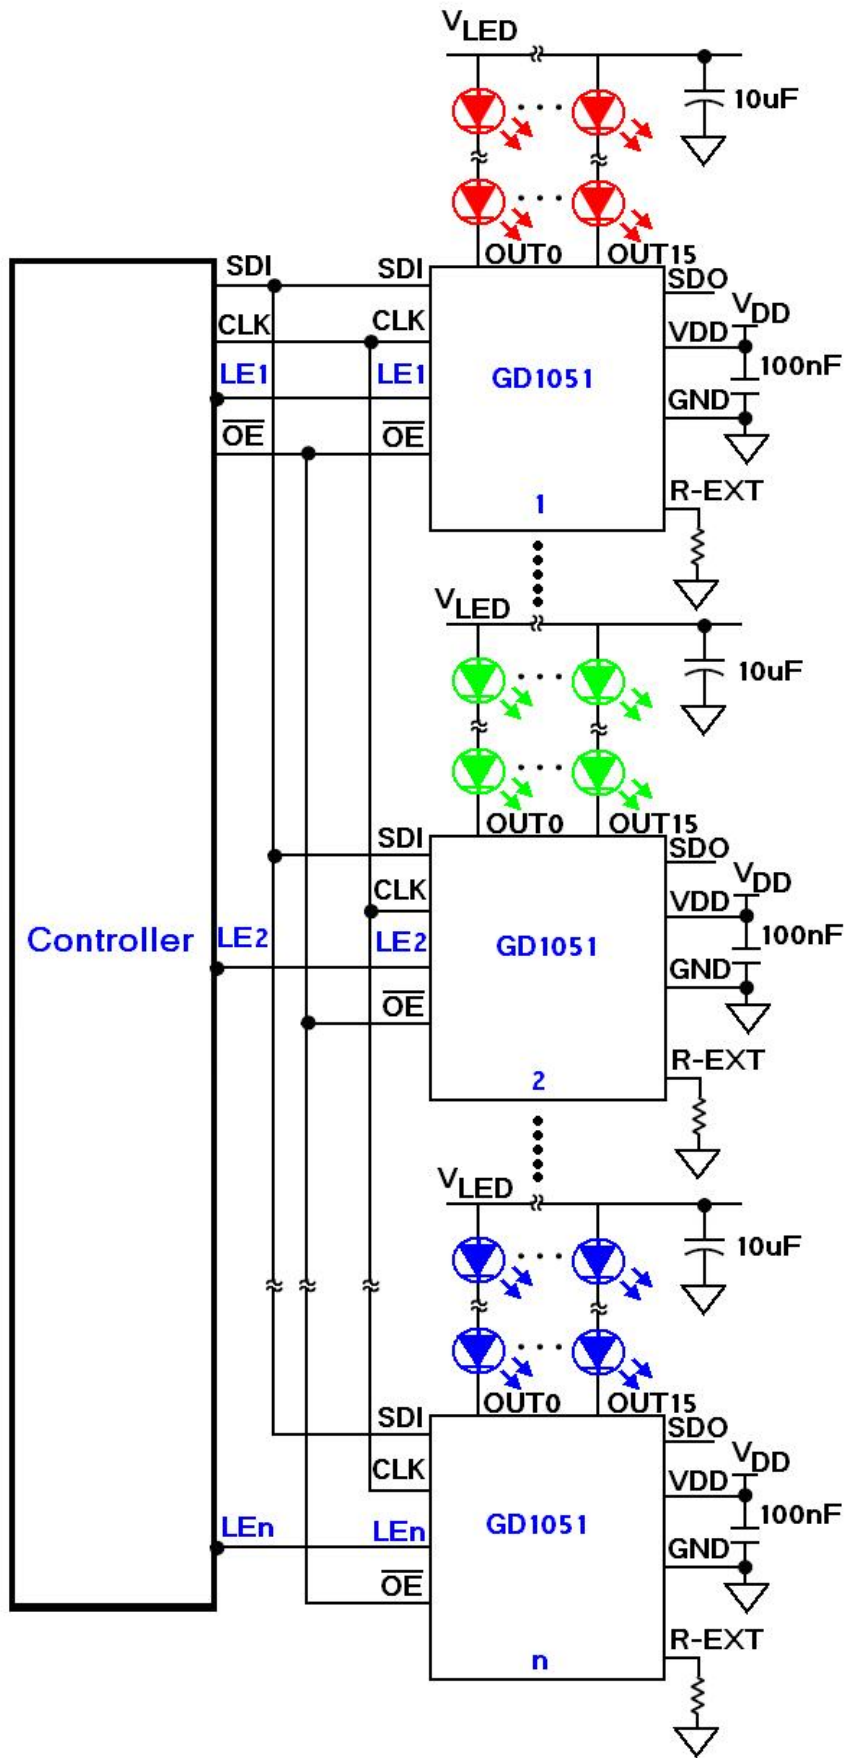 VLED
10uF
OUT0 OUT15
SDI SDI SDO
VDD
CLK CLK VDD
LE1 LE1 GD1051 100nF
OE OE GND
1 R-EXT
VLED
10uF
OUT0 OUT15
SDI SDO
CLK VDD
VDD
Controller LE2 LE2 GD1051 100nF
GND
OE
2 R-EXT
VLED
10uF
OUT0 OUT15
SDI SDO
VDD
CLK VDD
LEn LEn GD1051 100nF
GND
OE
n R-EXT